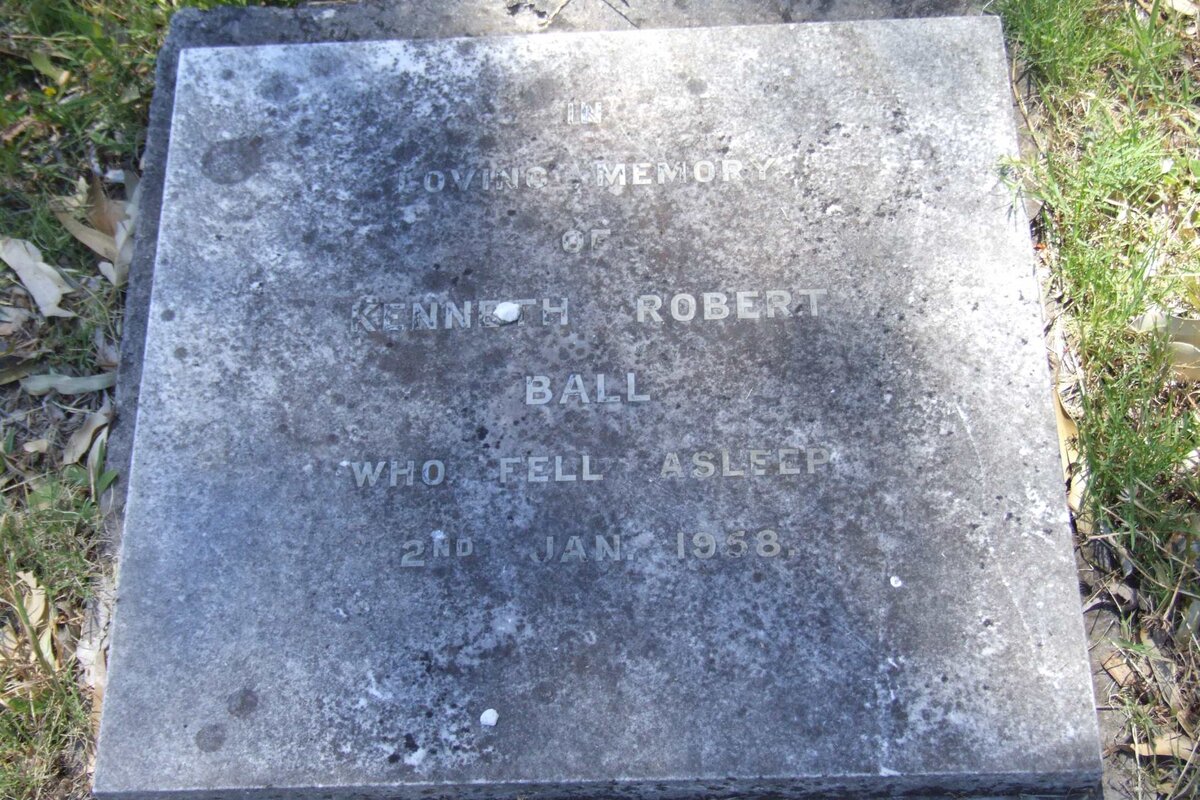 IN
LOVING MEMORY
OF
KENNETH ROBERT
BALL
WHO FELL ASLEEP
2ND JAN. 1958.